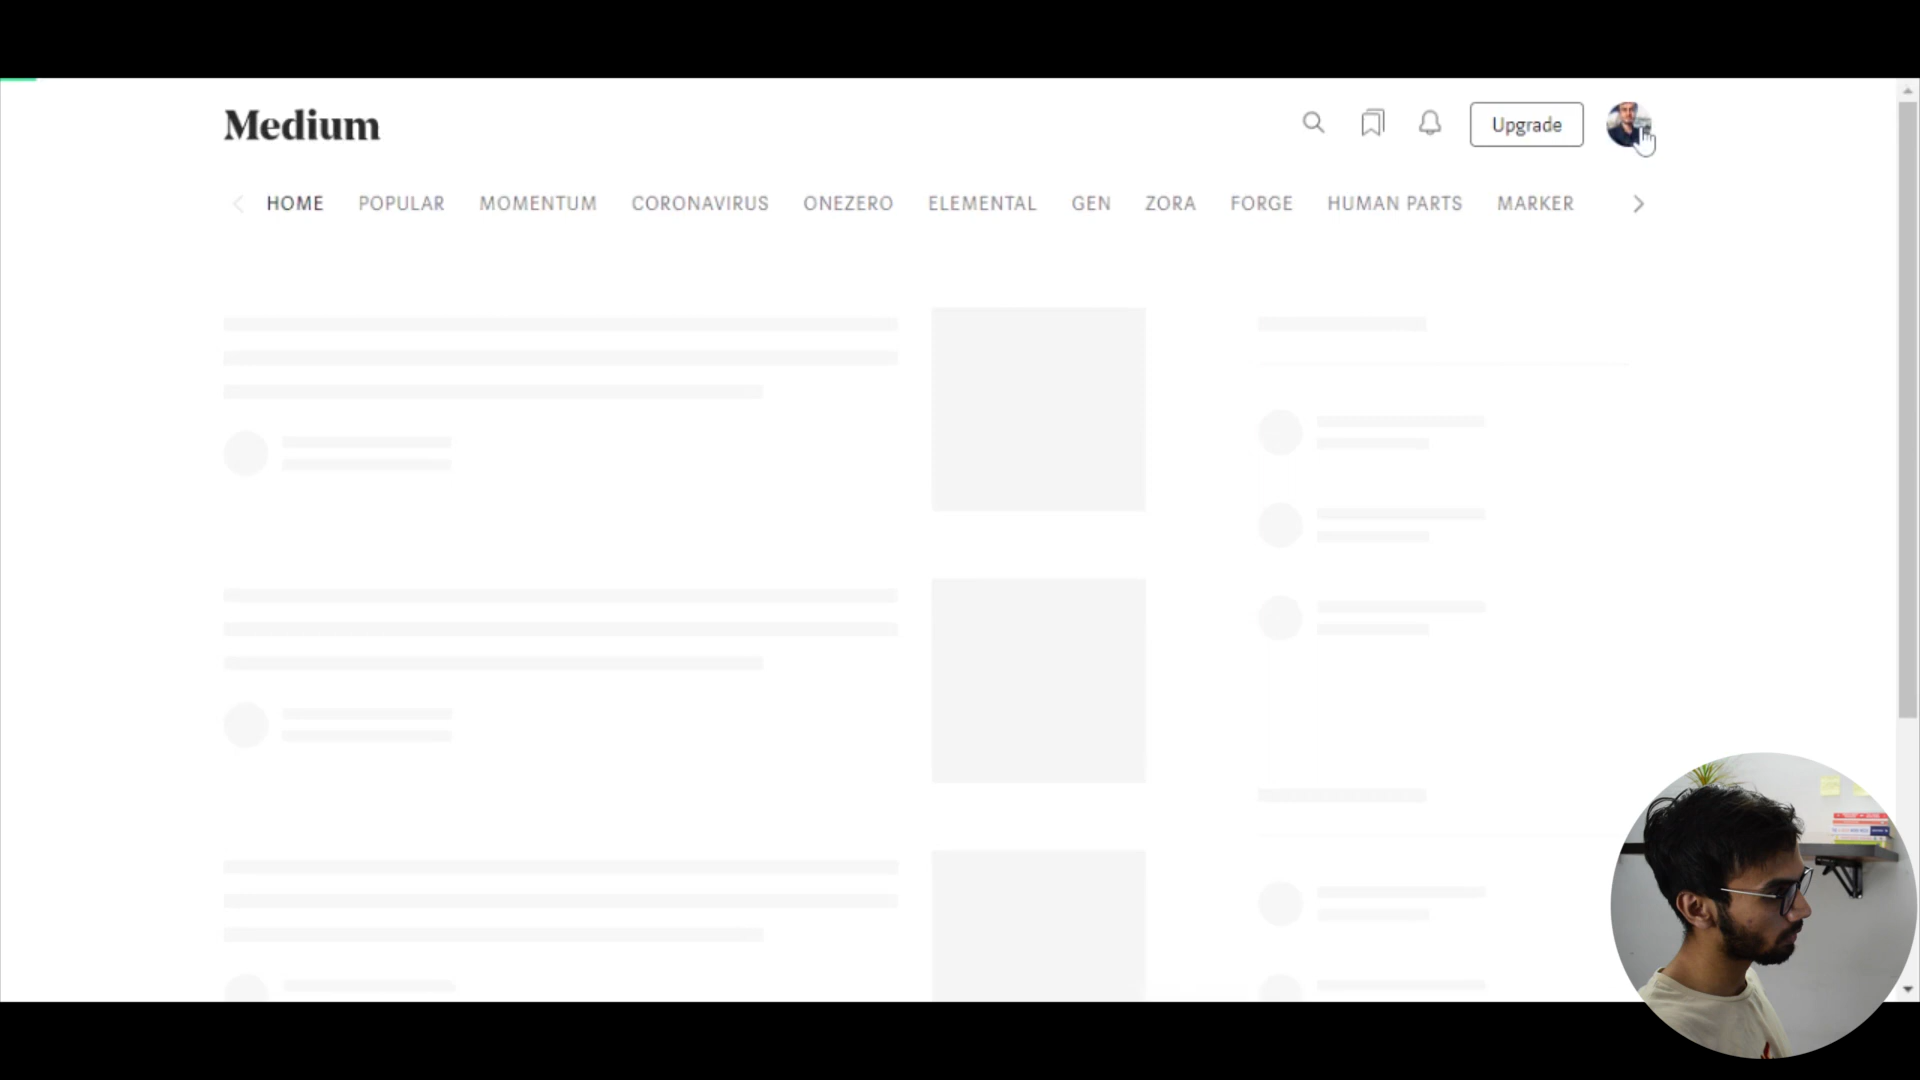 Medium
Upgrade
HOME POPULAR MOMENTUM CORONAVIRUS ONEZERO ELEMENTAL GEN ZORA FORGE HUMAN PARTS MARKER